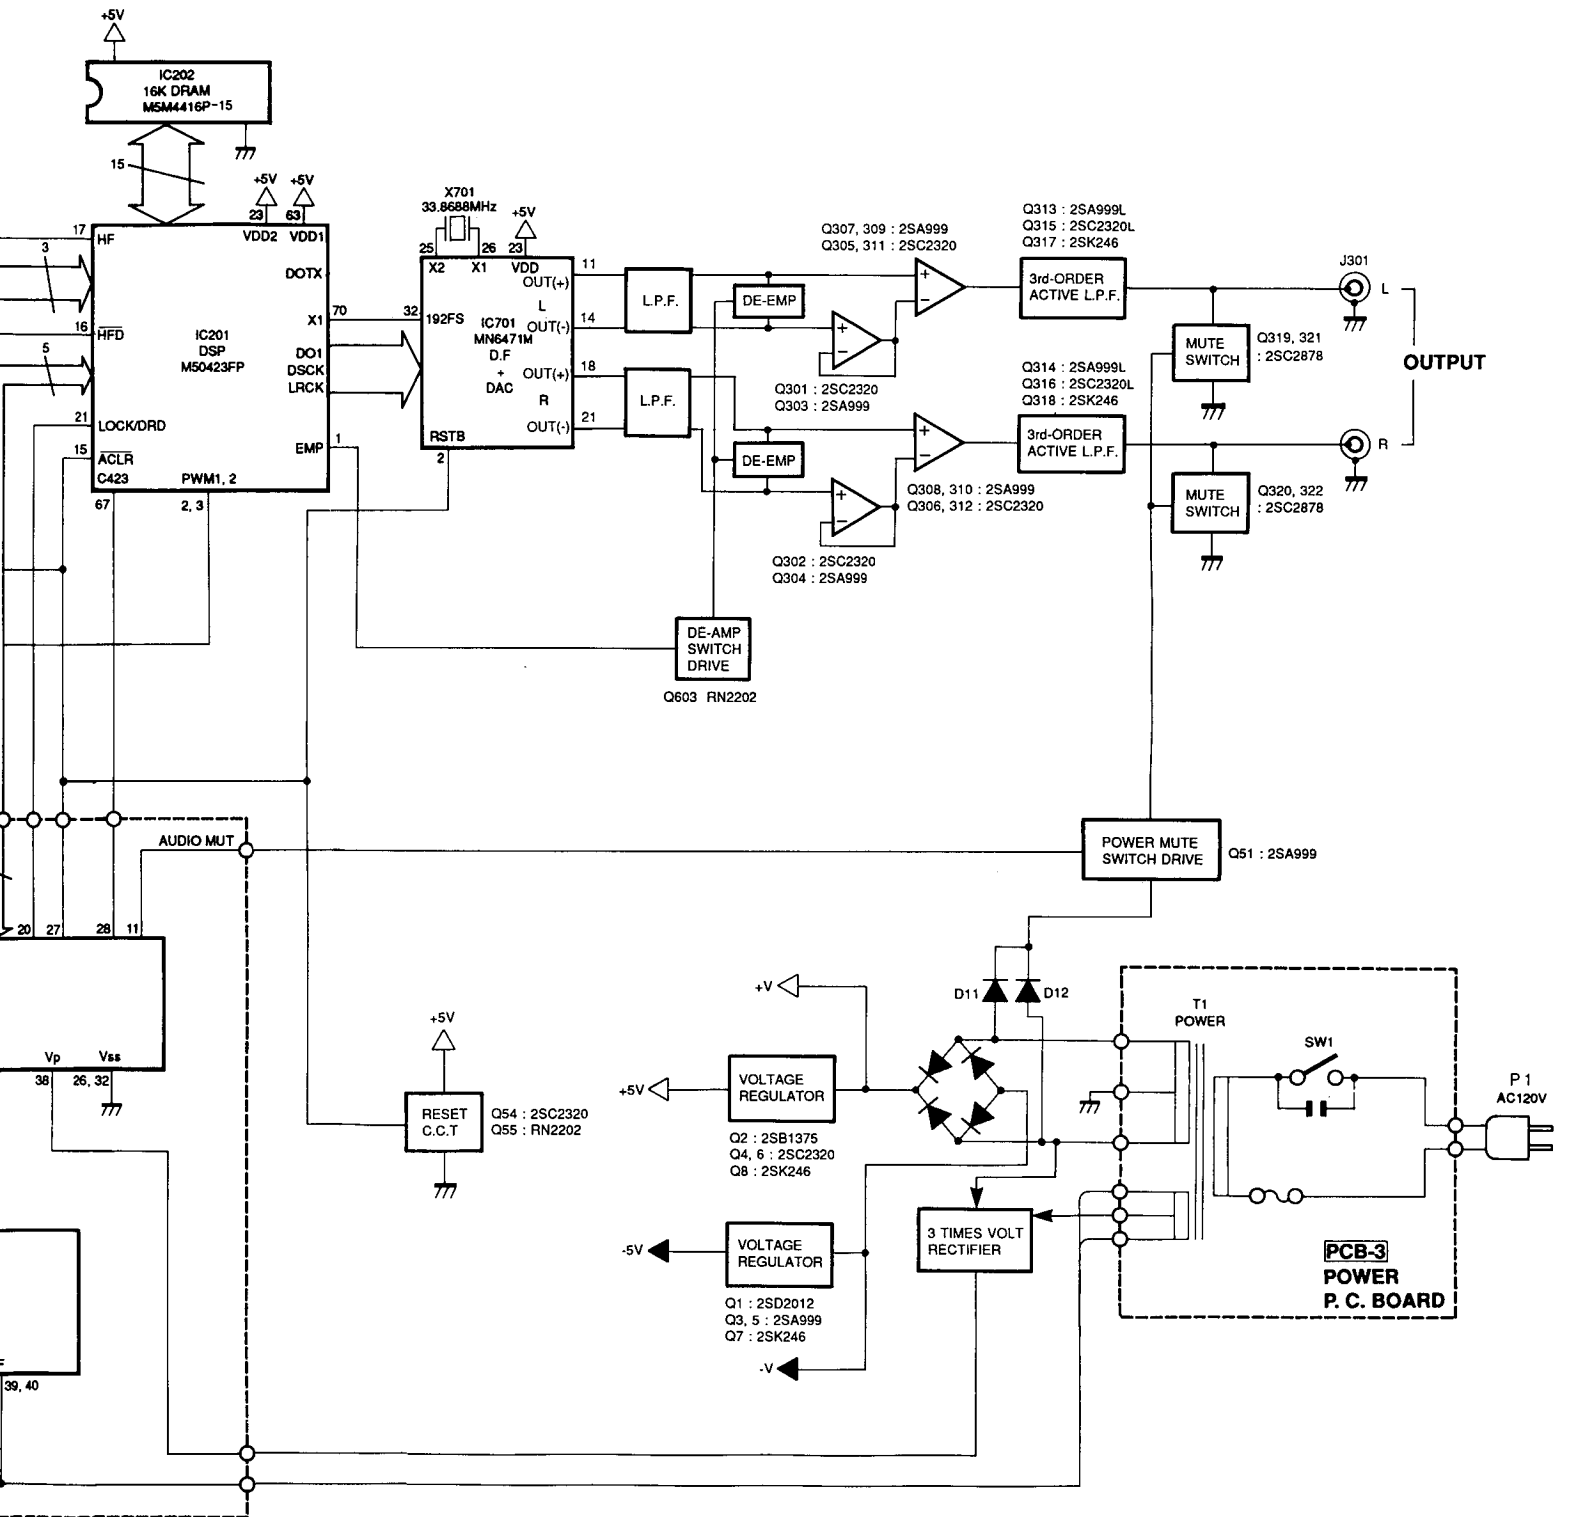 +5V
IC202
16K DRAM
M5M4416P-15
15
+5V
+5V
23
63
VDD2
VDD1
17
HF
3
DOTX
16
HFD
5
X1
70
IC201
DSP
M50423FP
DO1
DSCK
LRCK
21
LOCK/DRD
EMP
1
15
ACLR
C423
PWM1, 2
67
2, 3
X701
33.8688MHz
+5V
25
26
23
X2
X1
VDD
32
192FS
OUT(+)
11
L
OUT(-)
14
IC701
MN6471M
D.F
+
DAC
OUT(+)
18
R
OUT(-)
21
RSTB
2
L.P.F.
L.P.F.
DE-EMP
DE-EMP
Q307, 309 : 2SA999
Q305, 311 : 2SC2320
+
−
+
−
Q301 : 2SC2320
Q303 : 2SA999
+
−
Q308, 310 : 2SA999
Q306, 312 : 2SC2320
+
−
Q302 : 2SC2320
Q304 : 2SA999
Q313 : 2SA999L
Q315 : 2SC2320L
Q317 : 2SK246
3rd-ORDER
ACTIVE L.P.F.
Q314 : 2SA999L
Q316 : 2SC2320L
Q318 : 2SK246
3rd-ORDER
ACTIVE L.P.F.
J301
L
MUTE
SWITCH
Q319, 321
: 2SC2878
OUTPUT
R
MUTE
SWITCH
Q320, 322
: 2SC2878
DE-AMP
SWITCH
DRIVE
Q603 RN2202
AUDIO MUT
POWER MUTE
SWITCH DRIVE
Q51 : 2SA999
20
27
28
11
Vp
Vss
38
26, 32
+5V
RESET
C.C.T
Q54 : 2SC2320
Q55 : RN2202
+V
D11
D12
+5V
VOLTAGE
REGULATOR
Q2 : 2SB1375
Q4, 6 : 2SC2320
Q8 : 2SK246
-5V
VOLTAGE
REGULATOR
Q1 : 2SD2012
Q3, 5 : 2SA999
Q7 : 2SK246
-V
3 TIMES VOLT
RECTIFIER
T1
POWER
SW1
P1
AC120V
PCB-3
POWER
P. C. BOARD
39, 40